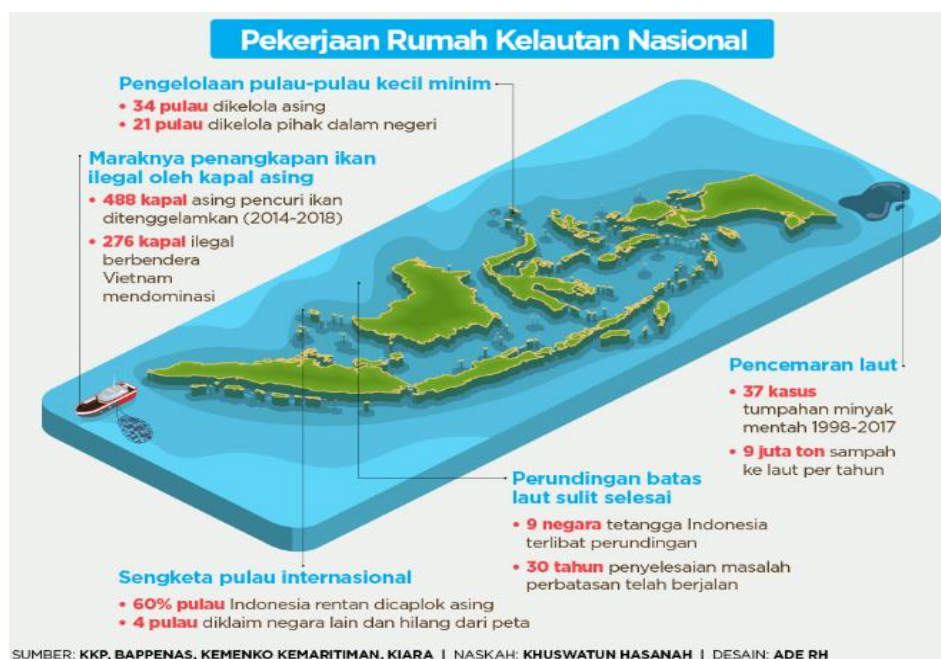 Pekerjaan Rumah Kelautan Nasional
Pengelolaan pulau-pulau kecil minim
• 34 pulau dikelola asing
• 21 pulau dikelola pihak dalam negeri
Maraknya penangkapan ikan
ilegal oleh kapal asing
• 488 kapal asing pencuri ikan
ditenggelamkan (2014-2018)
• 276 kapal ilegal
berbendera
Vietnam
mendominasi
Pencemaran laut
• 37 kasus
tumpahan minyak
mentah 1998-2017
• 9 juta ton sampah
ke laut per tahun
Perundingan batas
laut sulit selesai
• 9 negara tetangga Indonesia
terlibat perundingan
• 30 tahun penyelesaian masalah
perbatasan telah berjalan
Sengketa pulau internasional
• 60% pulau Indonesia rentan dicaplok asing
• 4 pulau diklaim negara lain dan hilang dari peta
SUMBER: KKP, BAPPENAS, KEMENKO KEMARITIMAN, KIARA | NASKAH: KHUSWATUN HASANAH | DESAIN: ADE RH